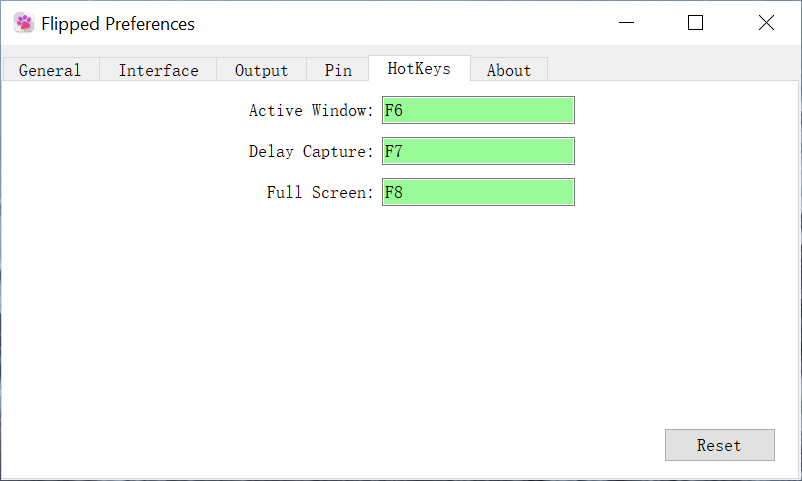 Flipped Preferences
General Interface Output Pin HotKeys About
Active Window: F6
Delay Capture: F7
Full Screen: F8
Reset